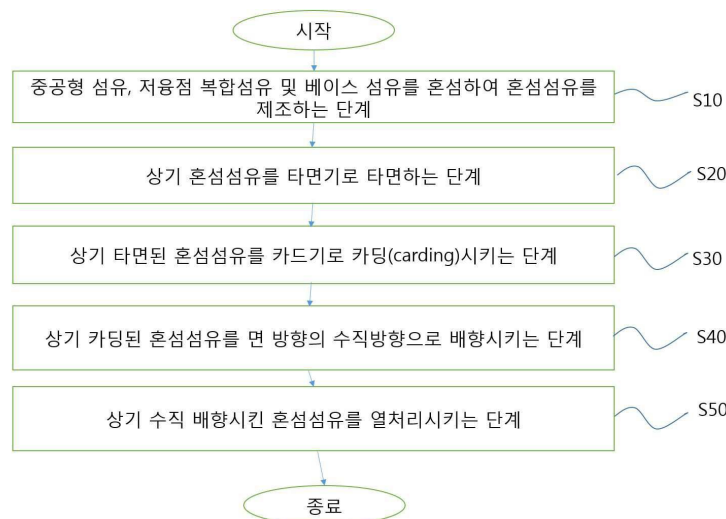 시작
중공형 섬유, 저융점 복합섬유 및 베이스 섬유를 혼섬하여 혼섬섬유를
제조하는 단계
S10
상기 혼섬섬유를 타면기로 타면하는 단계
S20
상기 타면된 혼섬섬유를 카드기로 카딩(carding)시키는 단계
S30
상기 카딩된 혼섬섬유를 면 방향의 수직방향으로 배향시키는 단계
S40
상기 수직 배향시킨 혼섬섬유를 열처리시키는 단계
S50
종료